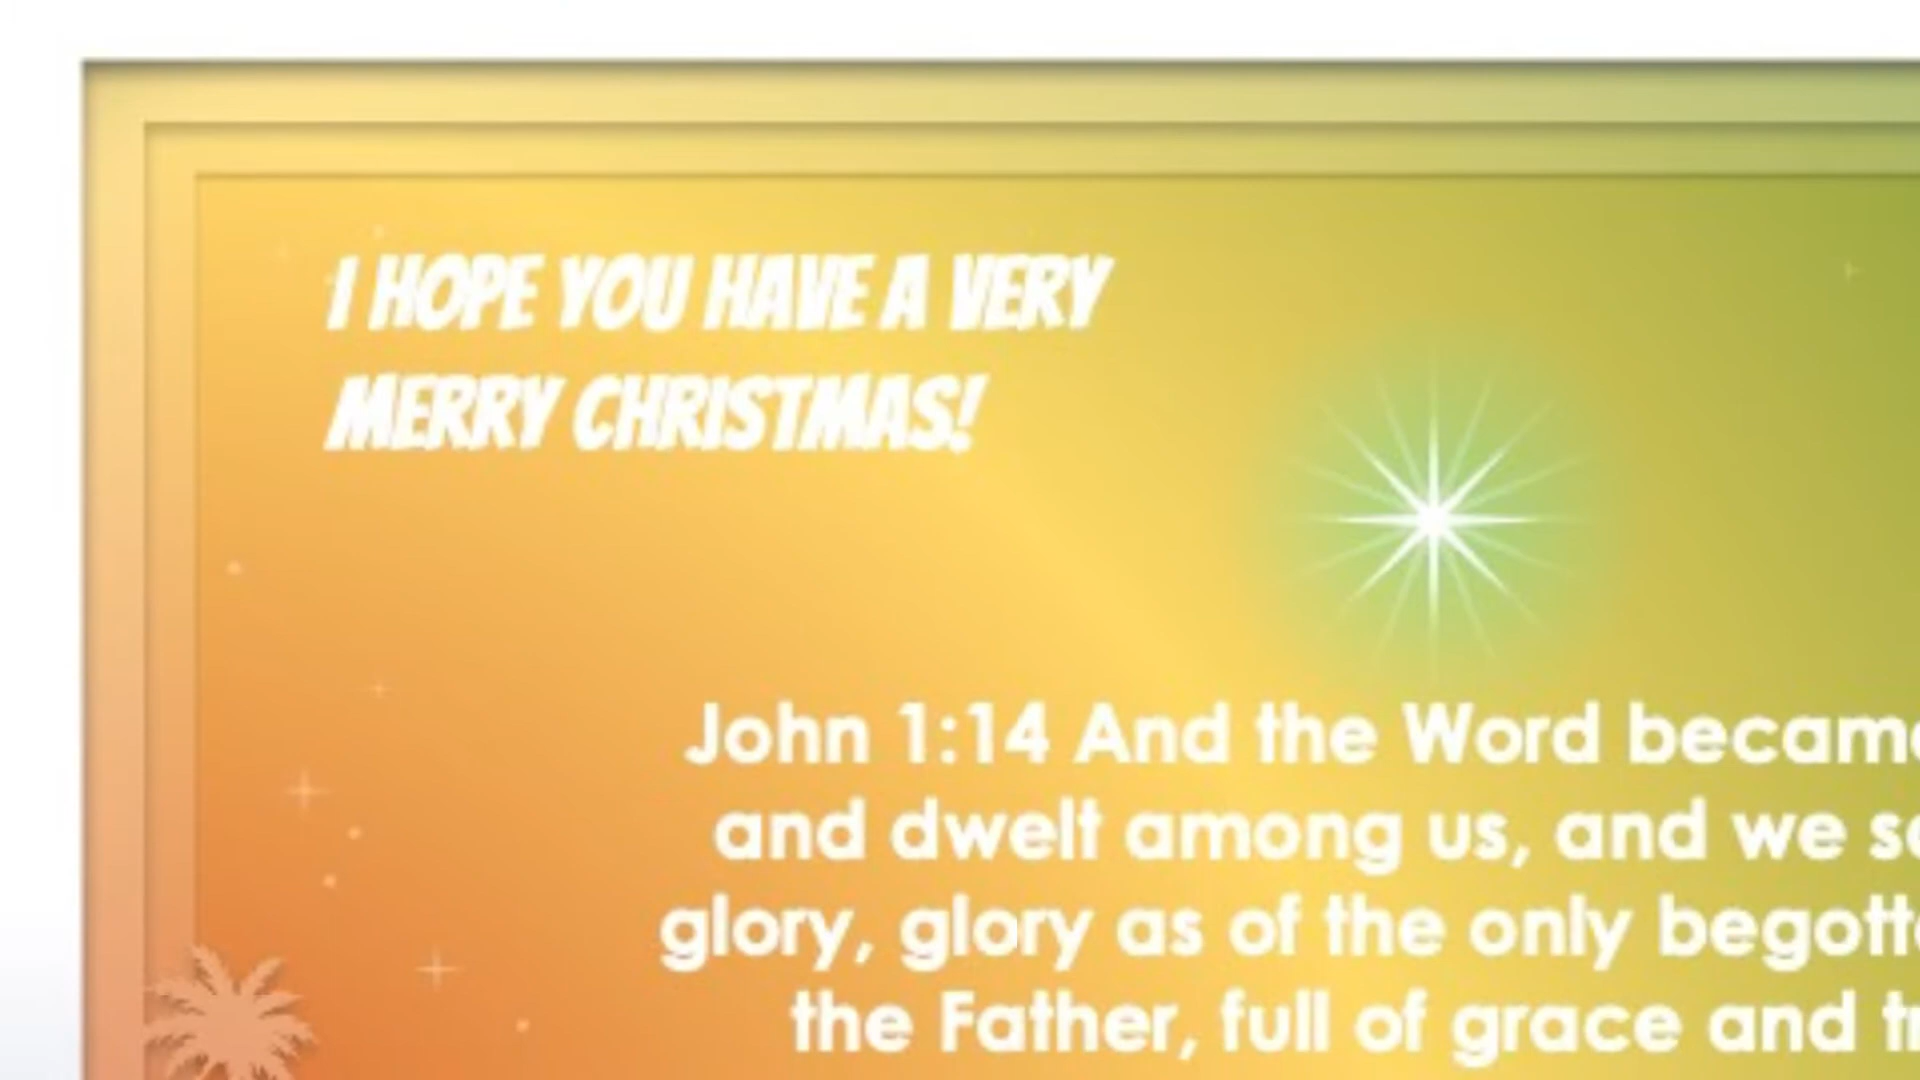 I HOPE YOU HAVE A VERY
MERRY CHRISTMAS!
John 1:14 And the Word became
and dwelt among us, and we
glory, glory as of the only
the Father, full of grace and